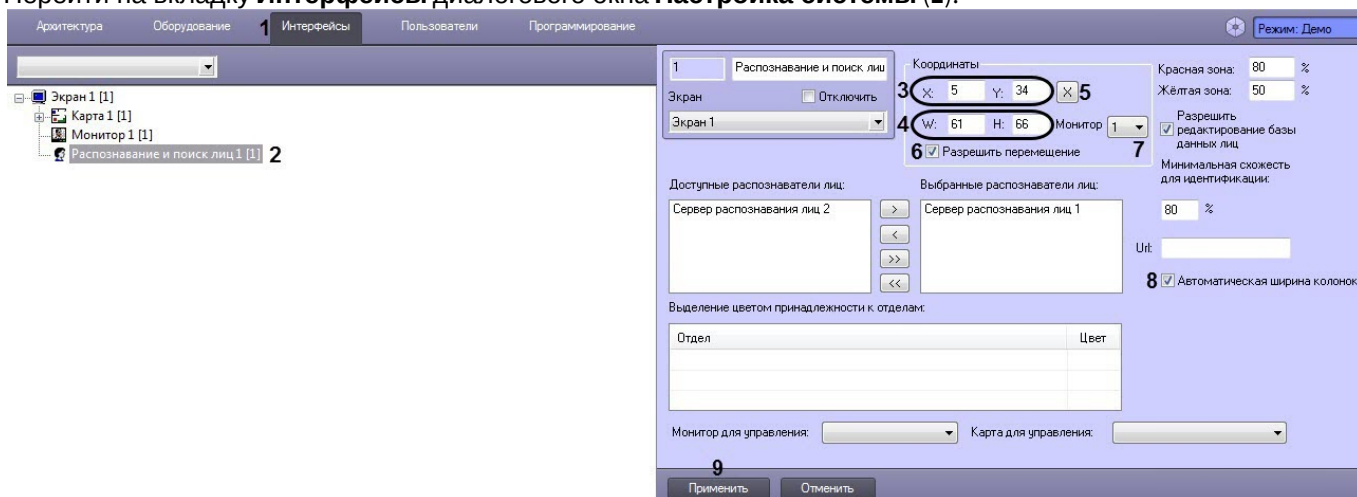 Перейти на вкладку Интерфейсы диалогового окна Настройка системы (1).
Архитектура Оборудование 1 Интерфейсы Пользователи Программирование Режим: Демо
Экран 1 [1]
Карта 1 [1]
Монитор 1 [1]
Распознавание и поиск лиц 1 [1] 2
1 Распознавание и поиск лиц
Экран Отключить
Экран 1
Координаты
3 X: 5 Y: 34 X 5
4 W: 61 H: 66 Монитор 1
6 Разрешить перемещение 7
Красная зона: 80 %
Жёлтая зона: 50 %
Разрешить
редактирование базы
данных лиц
Минимальная схожесть
для идентификации:
80 %
Url:
8 Автоматическая ширина колонок
Доступные распознаватели лиц:
Сервер распознавания лиц 2
>
<
>>
<<
Выбранные распознаватели лиц:
Сервер распознавания лиц 1
Выделение цветом принадлежности к отделам:
Отдел Цвет
Монитор для управления: Карта для управления:
9
Применить Отменить